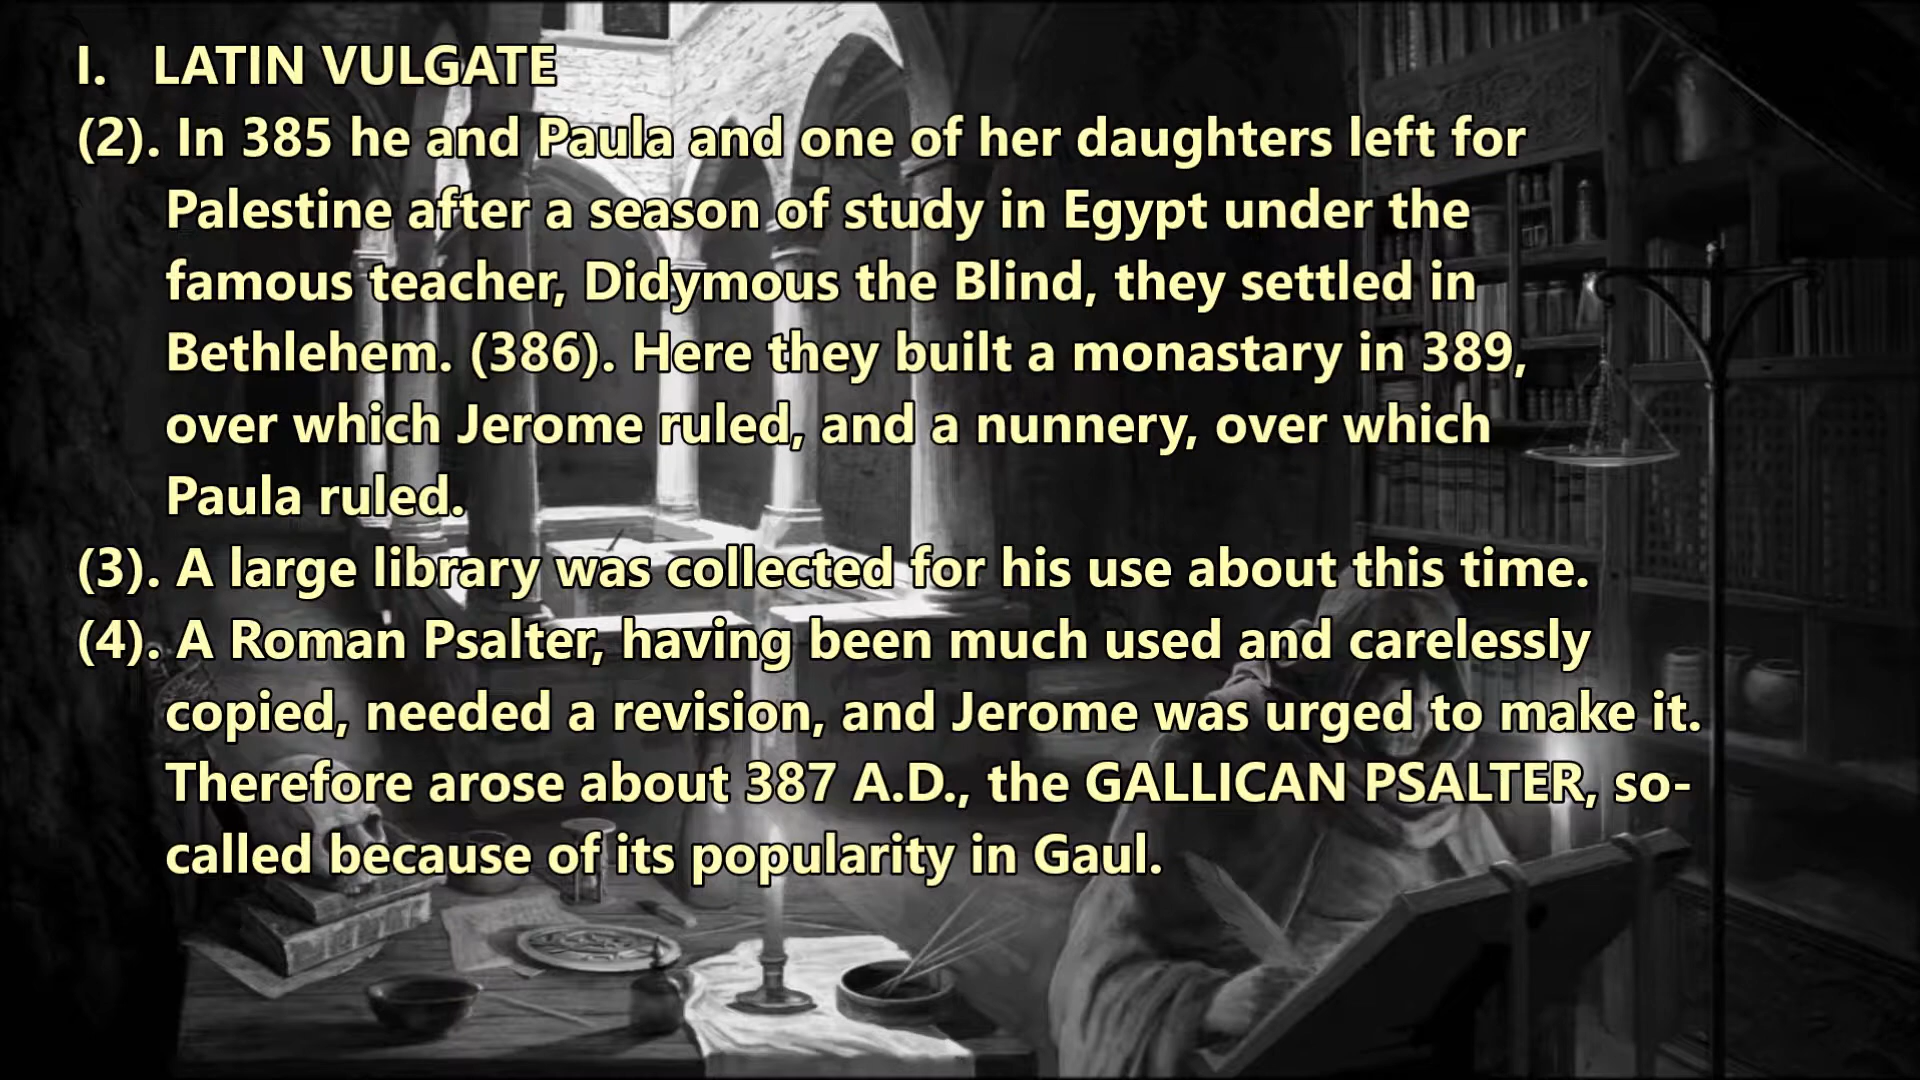 I. LATIN VULGATE
(2). In 385 he and Paula and one of her daughters left for
Palestine after a season of study in Egypt under the
famous teacher, Didymous the Blind, they settled in
Bethlehem. (386). Here they built a monastary in 389,
over which Jerome ruled, and a nunnery, over which
Paula ruled.
(3). A large library was collected for his use about this time.
(4). A Roman Psalter, having been much used and carelessly
copied, needed a revision, and Jerome was urged to make it.
Therefore arose about 387 A.D., the GALLICAN PSALTER, so-
called because of its popularity in Gaul.